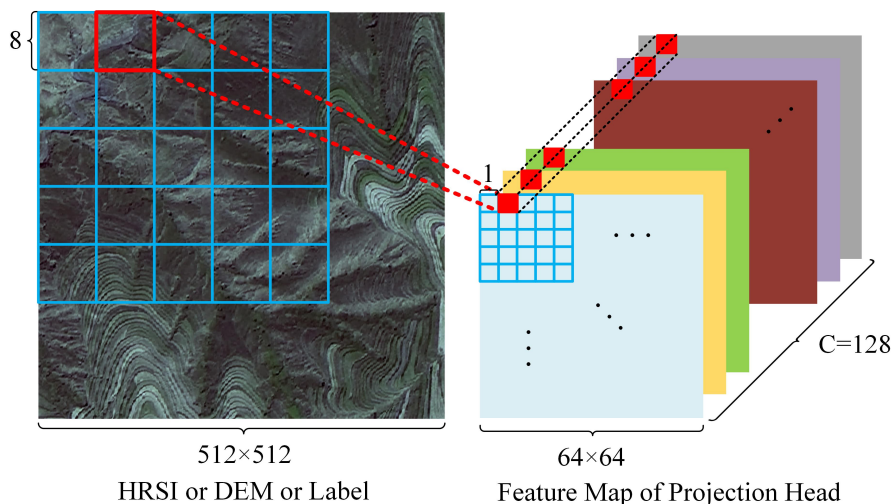 8
1
C=128
512×512
64×64
HRSI or DEM or Label
Feature Map of Projection Head